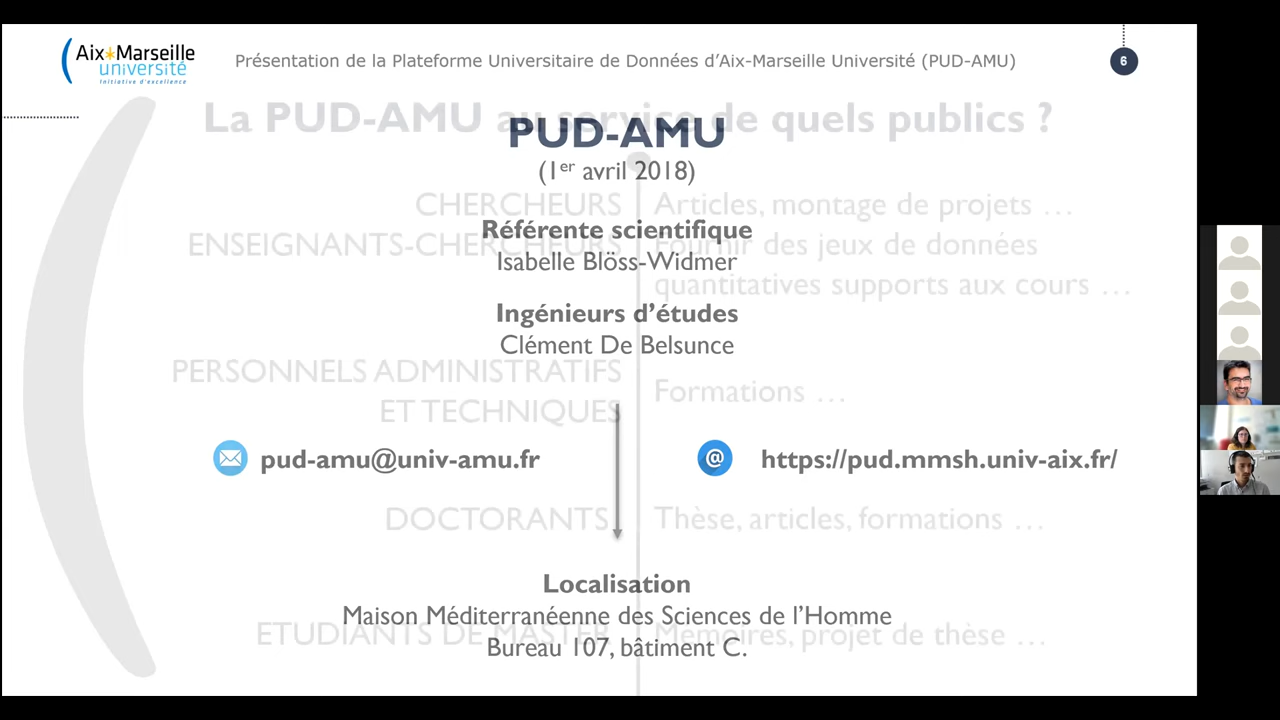 Aix*Marseille
université
Initiative d'excellence
Présentation de la Plateforme Universitaire de Données d'Aix-Marseille Université (PUD-AMU)
6
La PUD-AMU au service de quels publics ?
PUD-AMU
(1er avril 2018)
CHERCHEURS
Articles, montage de projets …
Référente scientifique
ENSEIGNANTS-CHERCHEURS
Fournir des jeux de données
Isabelle Blöss-Widmer
quantitatives supports aux cours …
Ingénieurs d'études
Clément De Belsunce
PERSONNELS ADMINISTRATIFS
ET TECHNIQUES
Formations …
pud-amu@univ-amu.fr
@
https://pud.mmsh.univ-aix.fr/
DOCTORANTS
Thèse, articles, formations …
Localisation
Maison Méditerranéenne des Sciences de l'Homme
ETUDIANTS DE MASTER
Mémoires, projet de thèse …
Bureau 107, bâtiment C.